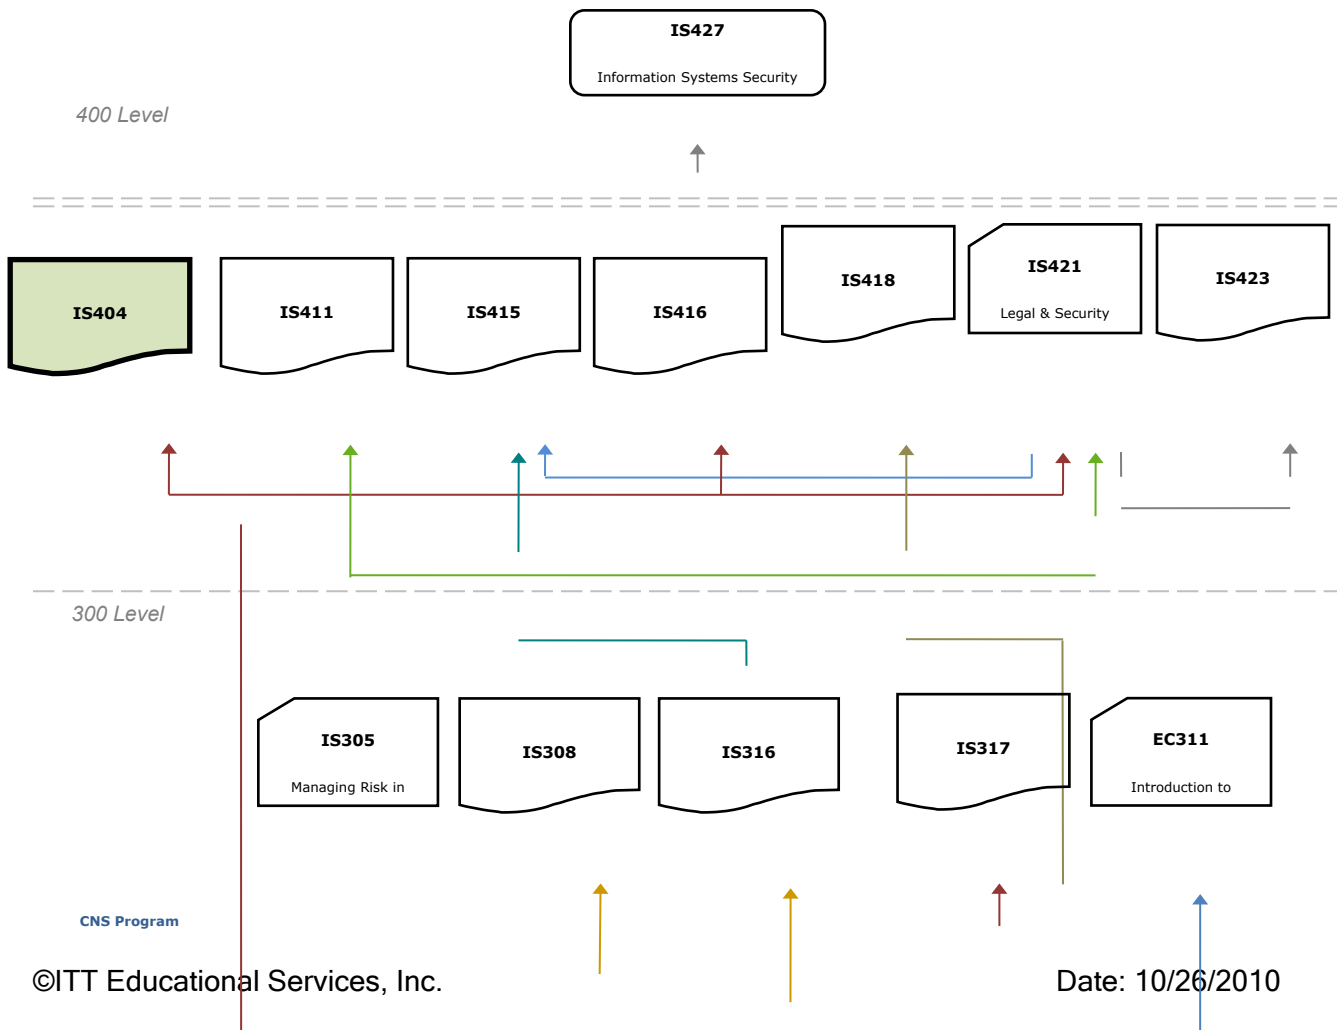 IS427
Information Systems Security
400 Level
IS404
IS411
IS415
IS416
IS418
IS421
Legal & Security
IS423
300 Level
IS305
Managing Risk in
IS308
IS316
IS317
EC311
Introduction to
CNS Program
©ITT Educational Services, Inc.
Date: 10/26/2010